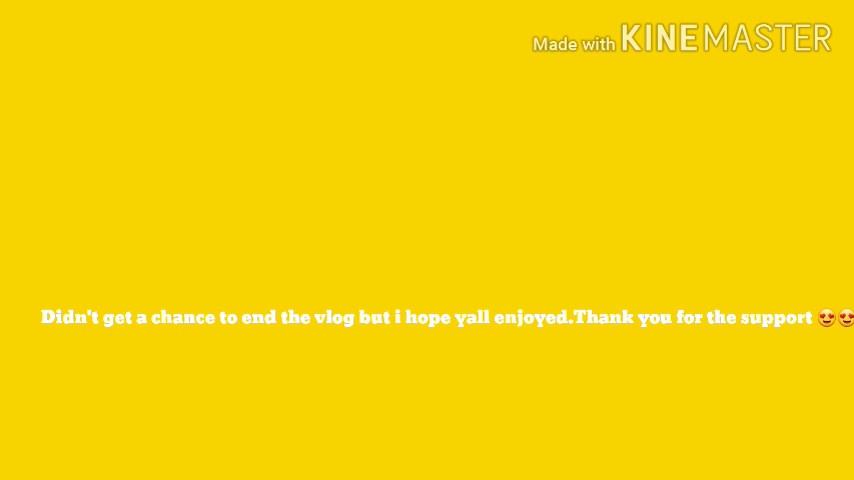 Made with KINEMASTER
Didn't get a chance to end the vlog but i hope yall enjoyed.Thank you for the support 😍😍